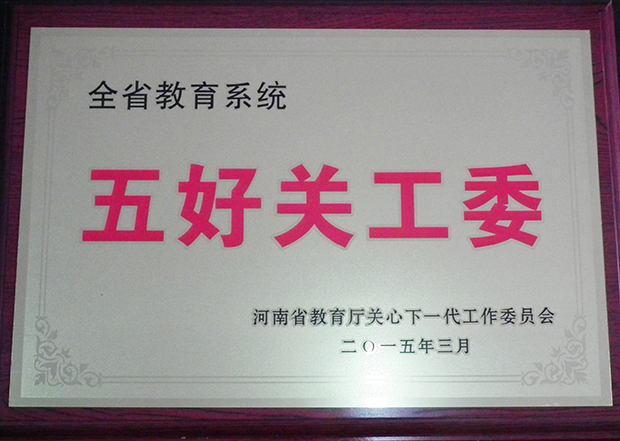 全省教育系统
五好关工委
河南省教育厅关心下一代工作委员会
二〇一五年三月